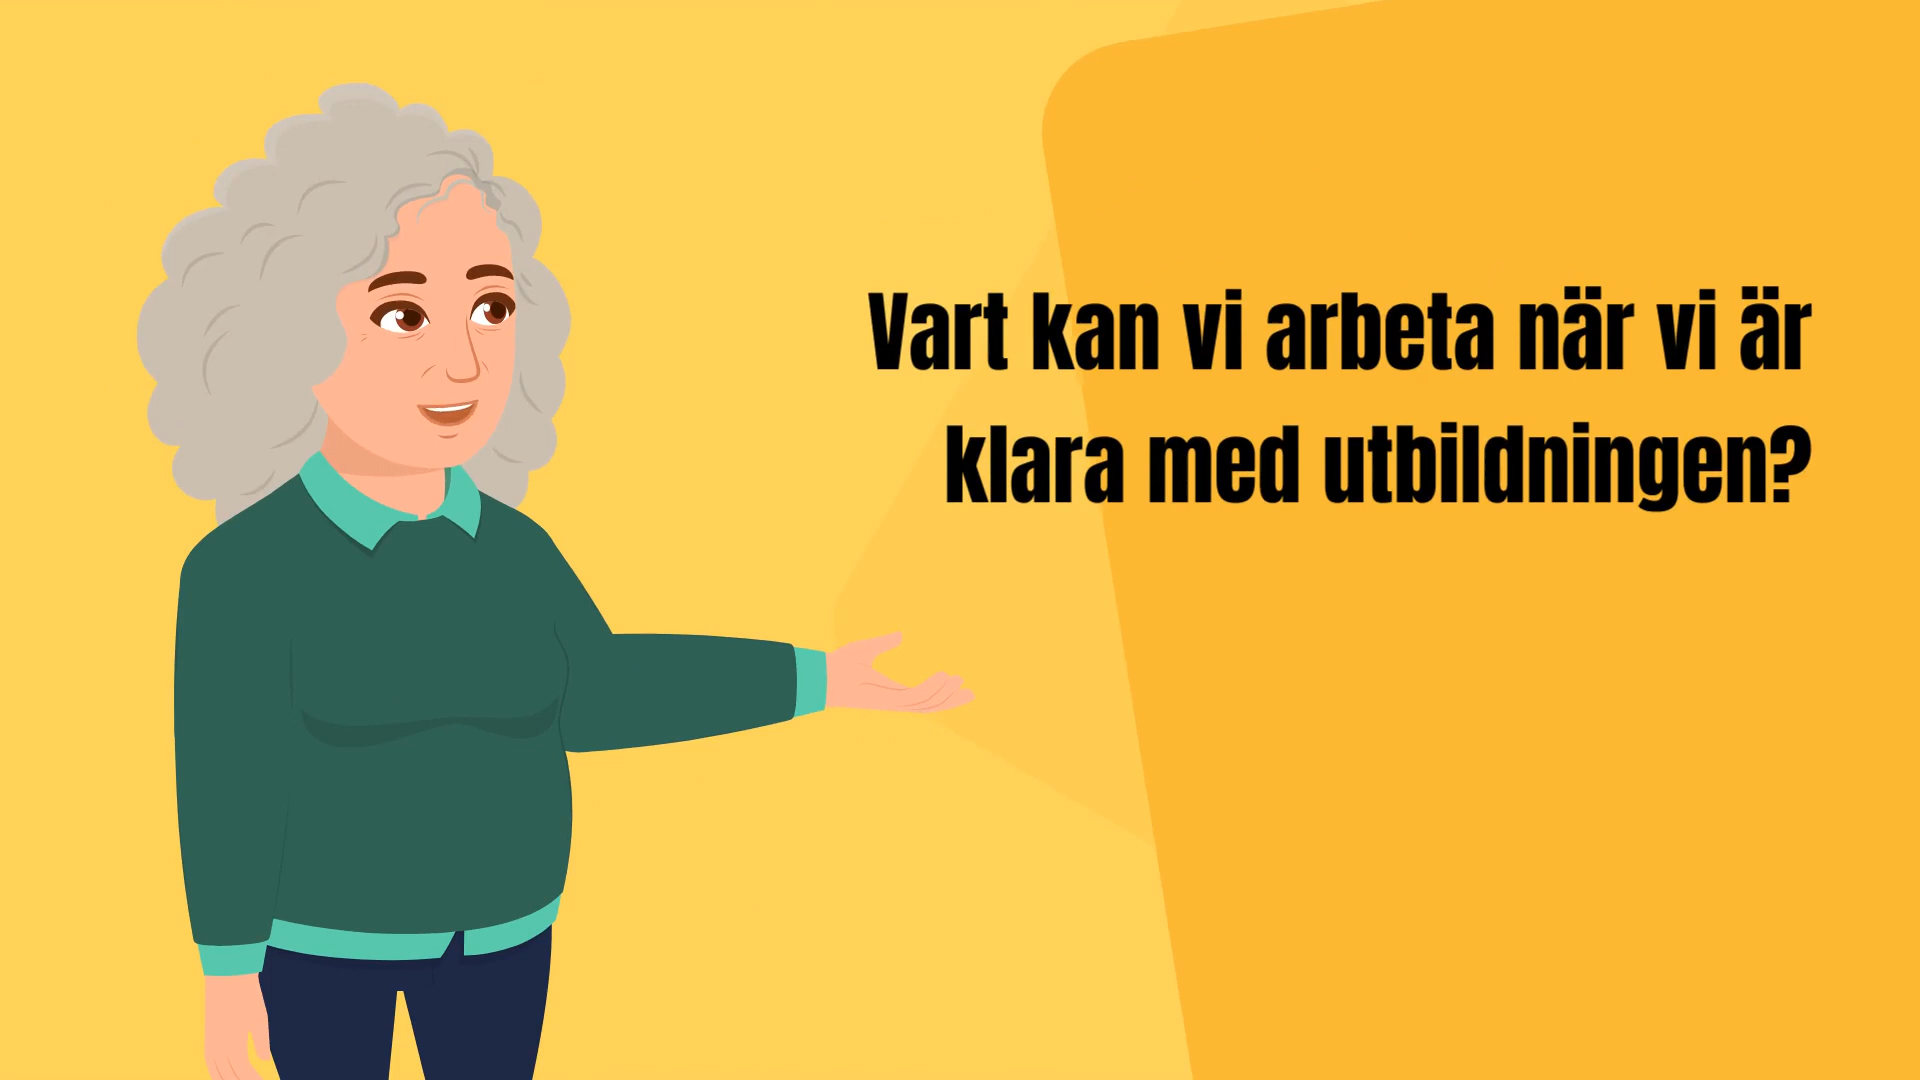 Vart kan vi arbeta när vi är
klara med utbildningen?